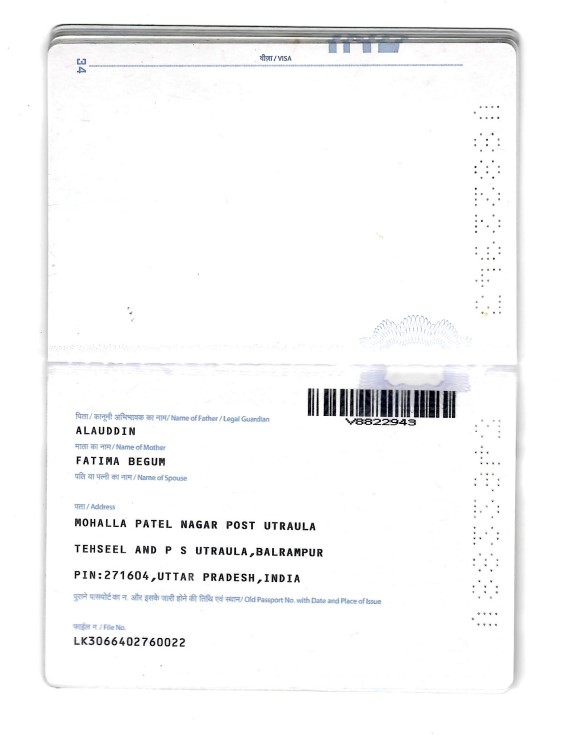 34
वीज़ा / VISA
V8822943
पिता / कानूनी अभिभावक का नाम/ Name of Father / Legal Guardian
ALAUDDIN
माता का नाम/ Name of Mother
FATIMA BEGUM
पति या पत्नी का नाम / Name of Spouse
पता / Address
MOHALLA PATEL NAGAR POST UTRAULA
TEHSEEL AND P S UTRAULA,BALRAMPUR
PIN:271604,UTTAR PRADESH,INDIA
पुराने पासपोर्ट का न. और इसके जारी होने की तिथि एवं स्थान/ Old Passport No. with Date and Place of Issue
फाईल न / File No.
LK3066402760022